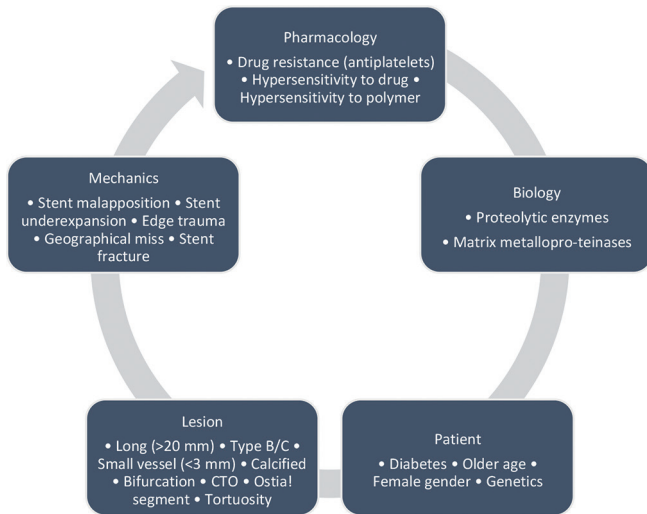 Pharmacology
• Drug resistance (antiplatelets)
• Hypersensitivity to drug •
Hypersensitivity to polymer
Biology
• Proteolytic enzymes
• Matrix metallopro-teinases
Patient
• Diabetes • Older age •
Female gender • Genetics
Lesion
• Long (>20 mm) • Type B/C •
Small vessel (<3 mm) • Calcified
• Bifurcation • CTO • Ostia!
segment • Tortuosity
Mechanics
• Stent malapposition • Stent
underexpansion • Edge trauma
• Geographical miss • Stent
fracture